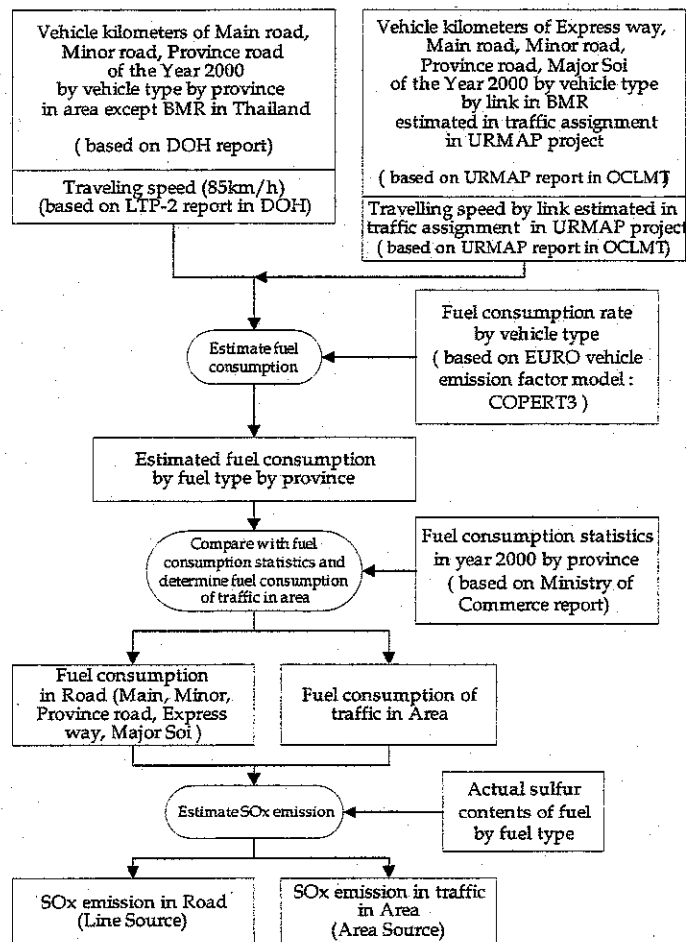 Vehicle kilometers of Main road,
Minor road, Province road
of the Year 2000
by vehicle type by province
in area except BMR in Thailand
( based on DOH report)
Traveling speed (85km/h)
(based on LTP-2 report in DOH)
Vehicle kilometers of Express way,
Main road, Minor road,
Province road, Major Soi
of the Year 2000 by vehicle type
by link in BMR
estimated in traffic assignment
in URMAP project
( based on URMAP report in OCLMT)
Travelling speed by link estimated in
traffic assignment in URMAP project
( based on URMAP report in OCLMT)
Estimate fuel
consumption
Fuel consumption rate
by vehicle type
( based on EURO vehicle
emission factor model :
COPERT3 )
Estimated fuel consumption
by fuel type by province
Compare with fuel
consumption statistics and
determine fuel consumption
of traffic in area
Fuel consumption statistics
in year 2000 by province
( based on Ministry of
Commerce report)
Fuel consumption
in Road (Main, Minor,
Province road, Express
way, Major Soi )
Fuel consumption of
traffic in Area
Estimate SOx emission
Actual sulfur
contents of fuel
by fuel type
SOx emission in Road
(Line Source)
SOx emission in traffic
in Area
(Area Source)